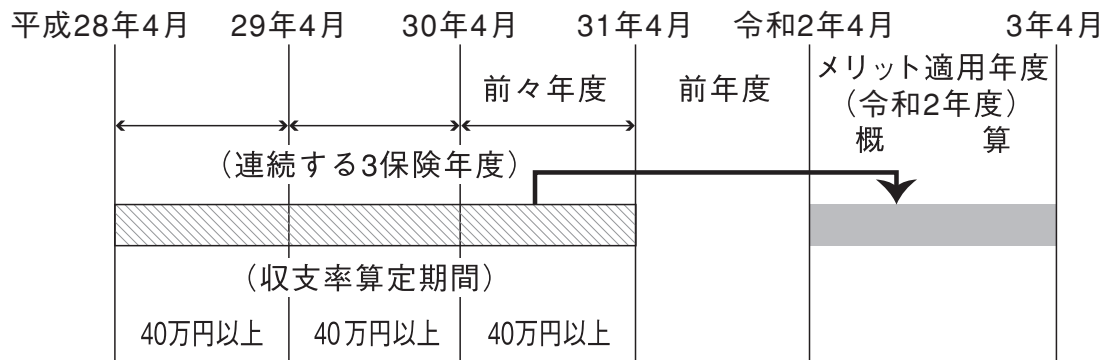 平成28年4月 29年4月 30年4月 31年4月 令和2年4月 3年4月
前々年度 前年度 メリット適用年度
（令和2年度）
概 算
（連続する3保険年度）
（収支率算定期間）
40万円以上 40万円以上 40万円以上